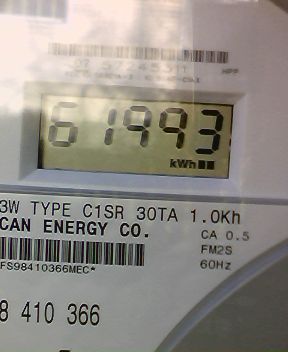 61993
kWh
3W TYPE C1SR 30TA 1.0Kh
CAN ENERGY CO.
CA 0.5
FM2S
FS98410366MEC*
60Hz
8 410 366